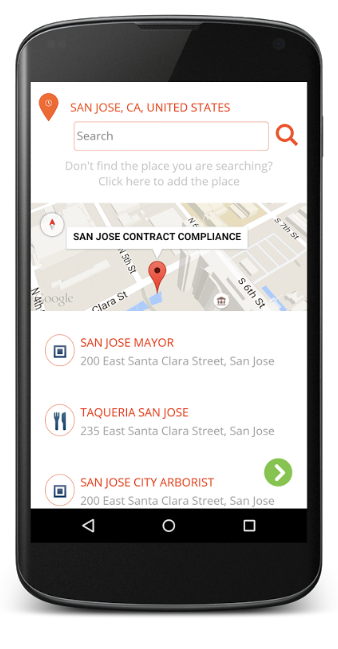 SAN JOSE, CA, UNITED STATES
Search
Don't find the place you are searching?
Click here to add the place
S 7th St
SAN JOSE CONTRACT COMPLIANCE
N 5th St
S 6th St
Google
Clara St
SAN JOSE MAYOR
200 East Santa Clara Street, San Jose
TAQUERIA SAN JOSE
235 East Santa Clara Street, San Jose
SAN JOSE CITY ARBORIST
200 East Santa Clara Street, San Jose